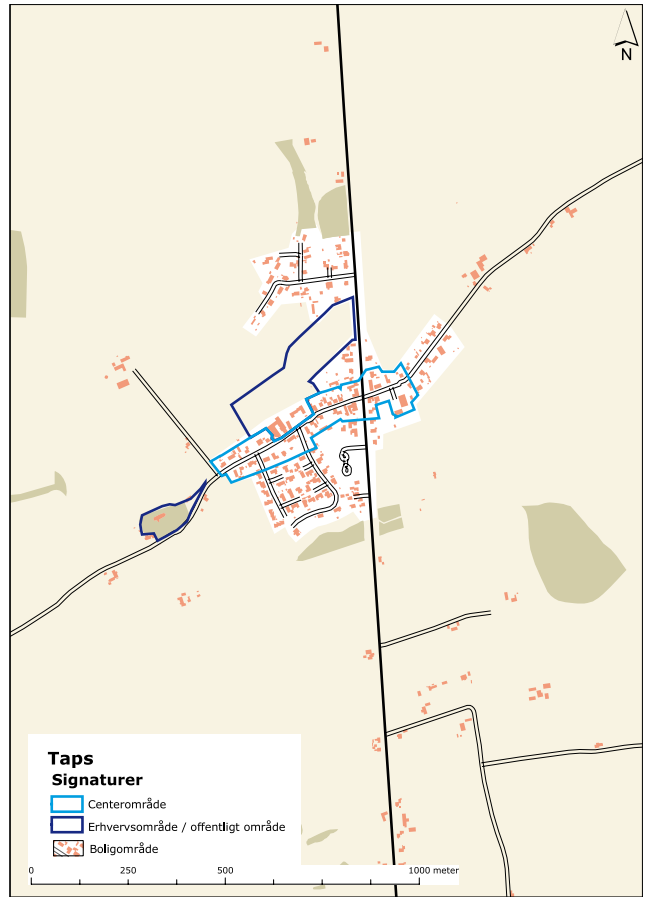 N
Taps
Signaturer
Centerområde
Erhvervsområde / offentligt område
Boligområde
0 250 500 1000 meter